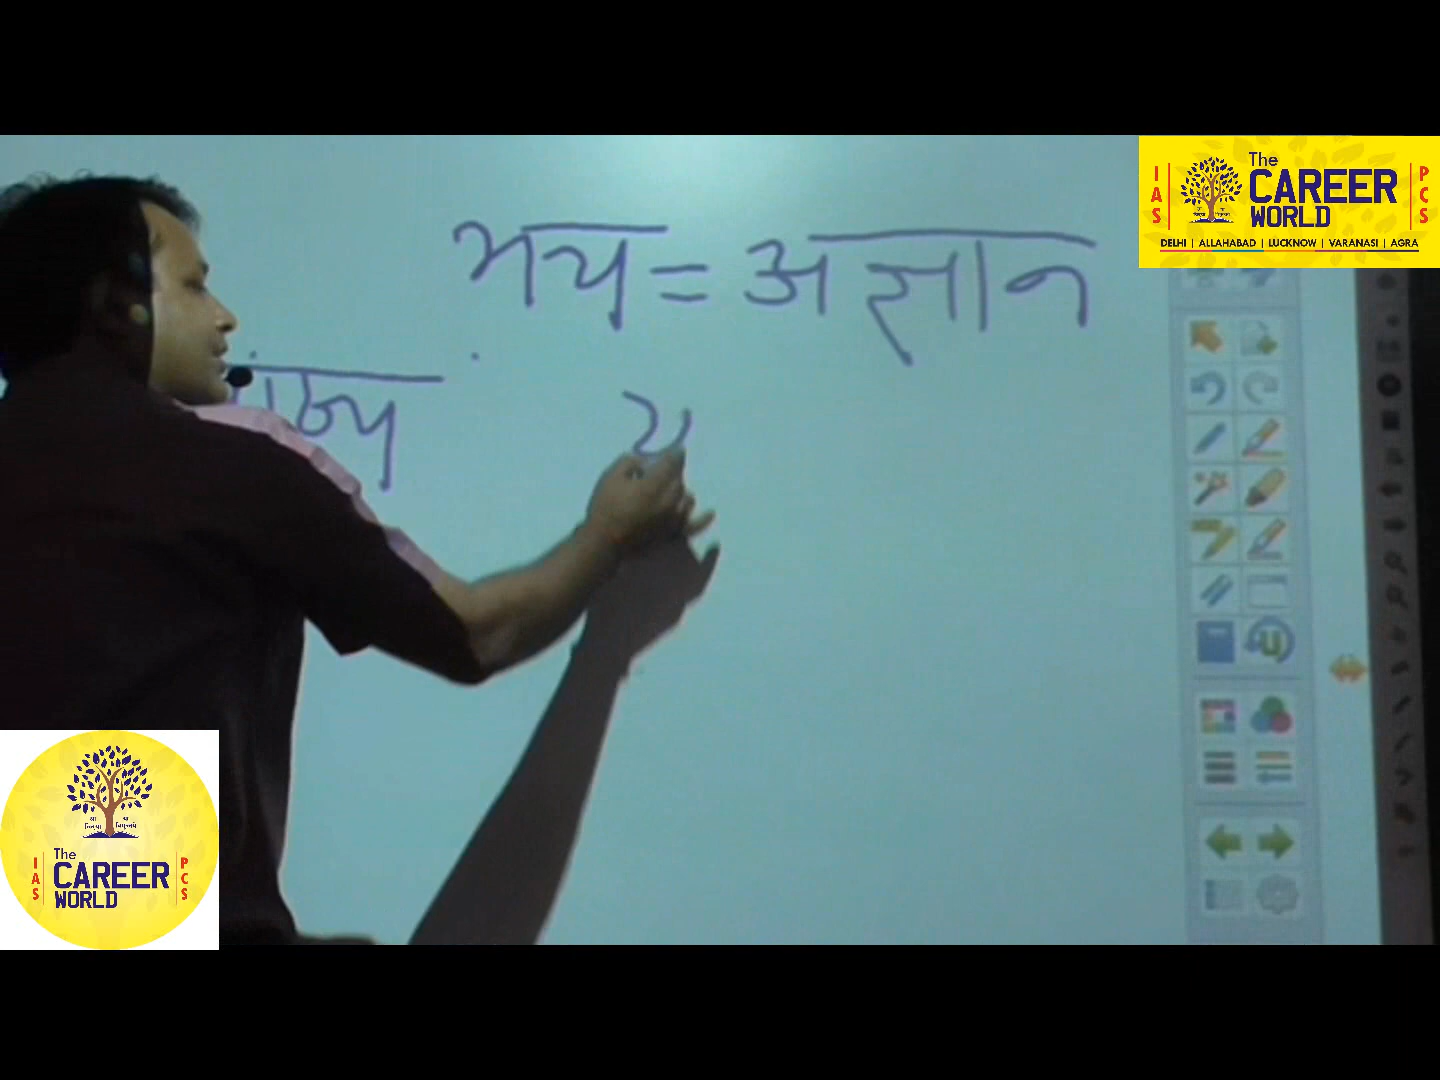 The
CAREER
WORLD
IAS
PCS
DELHI | ALLAHABAD | LUCKNOW | VARANASI | AGRA
भय = अज्ञान
The
CAREER
WORLD
IAS
PCS